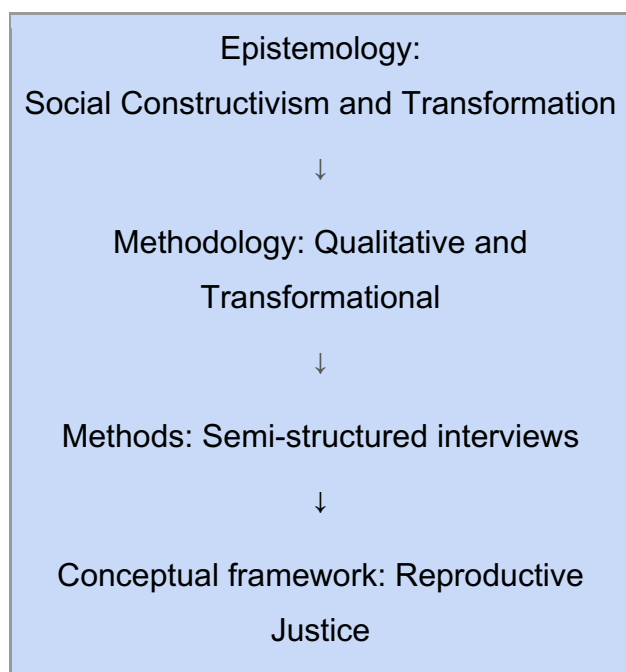 Epistemology:
Social Constructivism and Transformation
↓
Methodology: Qualitative and
Transformational
↓
Methods: Semi-structured interviews
↓
Conceptual framework: Reproductive
Justice